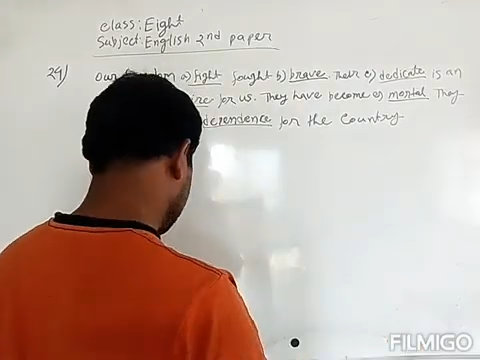 Class: Eight
Subject: English 2nd paper
24) Our a) fight fought b) brave. Their c) dedicate is an
for us. They have become e) mortal They
dependence for the country
FILMIGO